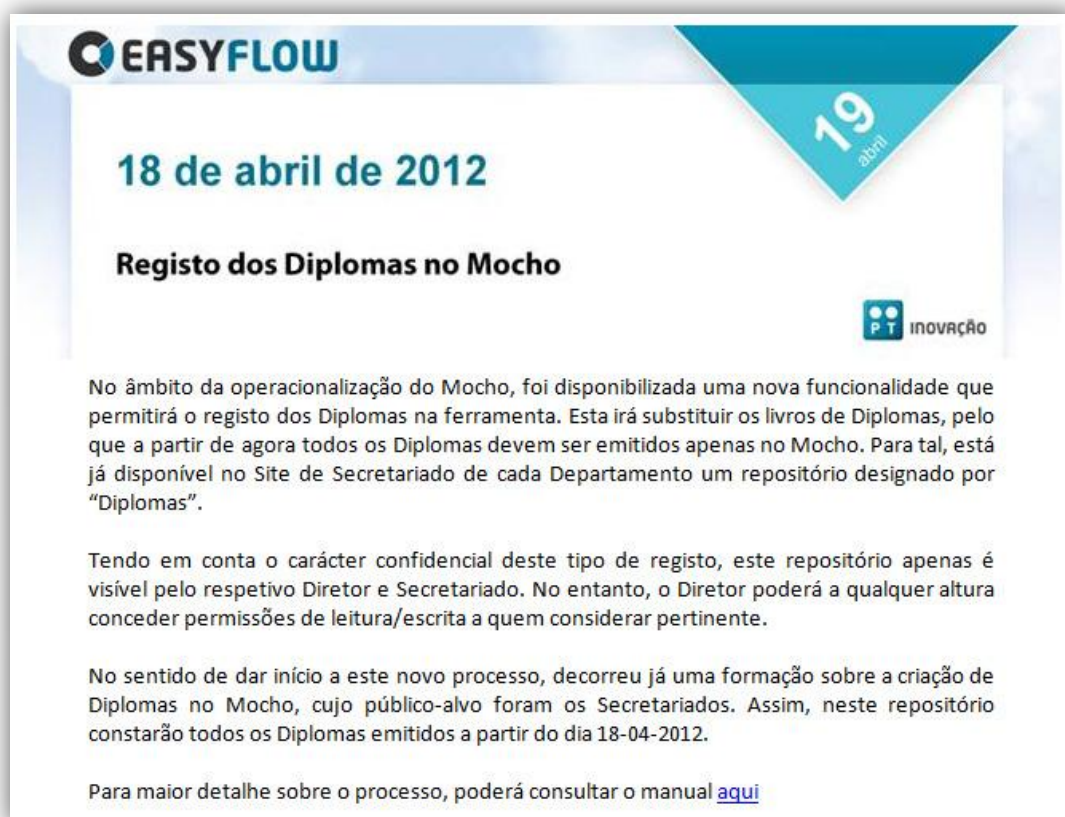 EASYFLOW
19
abril
18 de abril de 2012
Registo dos Diplomas no Mocho
PT INOVAÇÃO
No âmbito da operacionalização do Mocho, foi disponibilizada uma nova funcionalidade que
permitirá o registo dos Diplomas na ferramenta. Esta irá substituir os livros de Diplomas, pelo
que a partir de agora todos os Diplomas devem ser emitidos apenas no Mocho. Para tal, está
já disponível no Site de Secretariado de cada Departamento um repositório designado por
“Diplomas”.
Tendo em conta o carácter confidencial deste tipo de registo, este repositório apenas é
visível pelo respetivo Diretor e Secretariado. No entanto, o Diretor poderá a qualquer altura
conceder permissões de leitura/escrita a quem considerar pertinente.
No sentido de dar início a este novo processo, decorreu já uma formação sobre a criação de
Diplomas no Mocho, cujo público-alvo foram os Secretariados. Assim, neste repositório
constarão todos os Diplomas emitidos a partir do dia 18-04-2012.
Para maior detalhe sobre o processo, poderá consultar o manual aqui